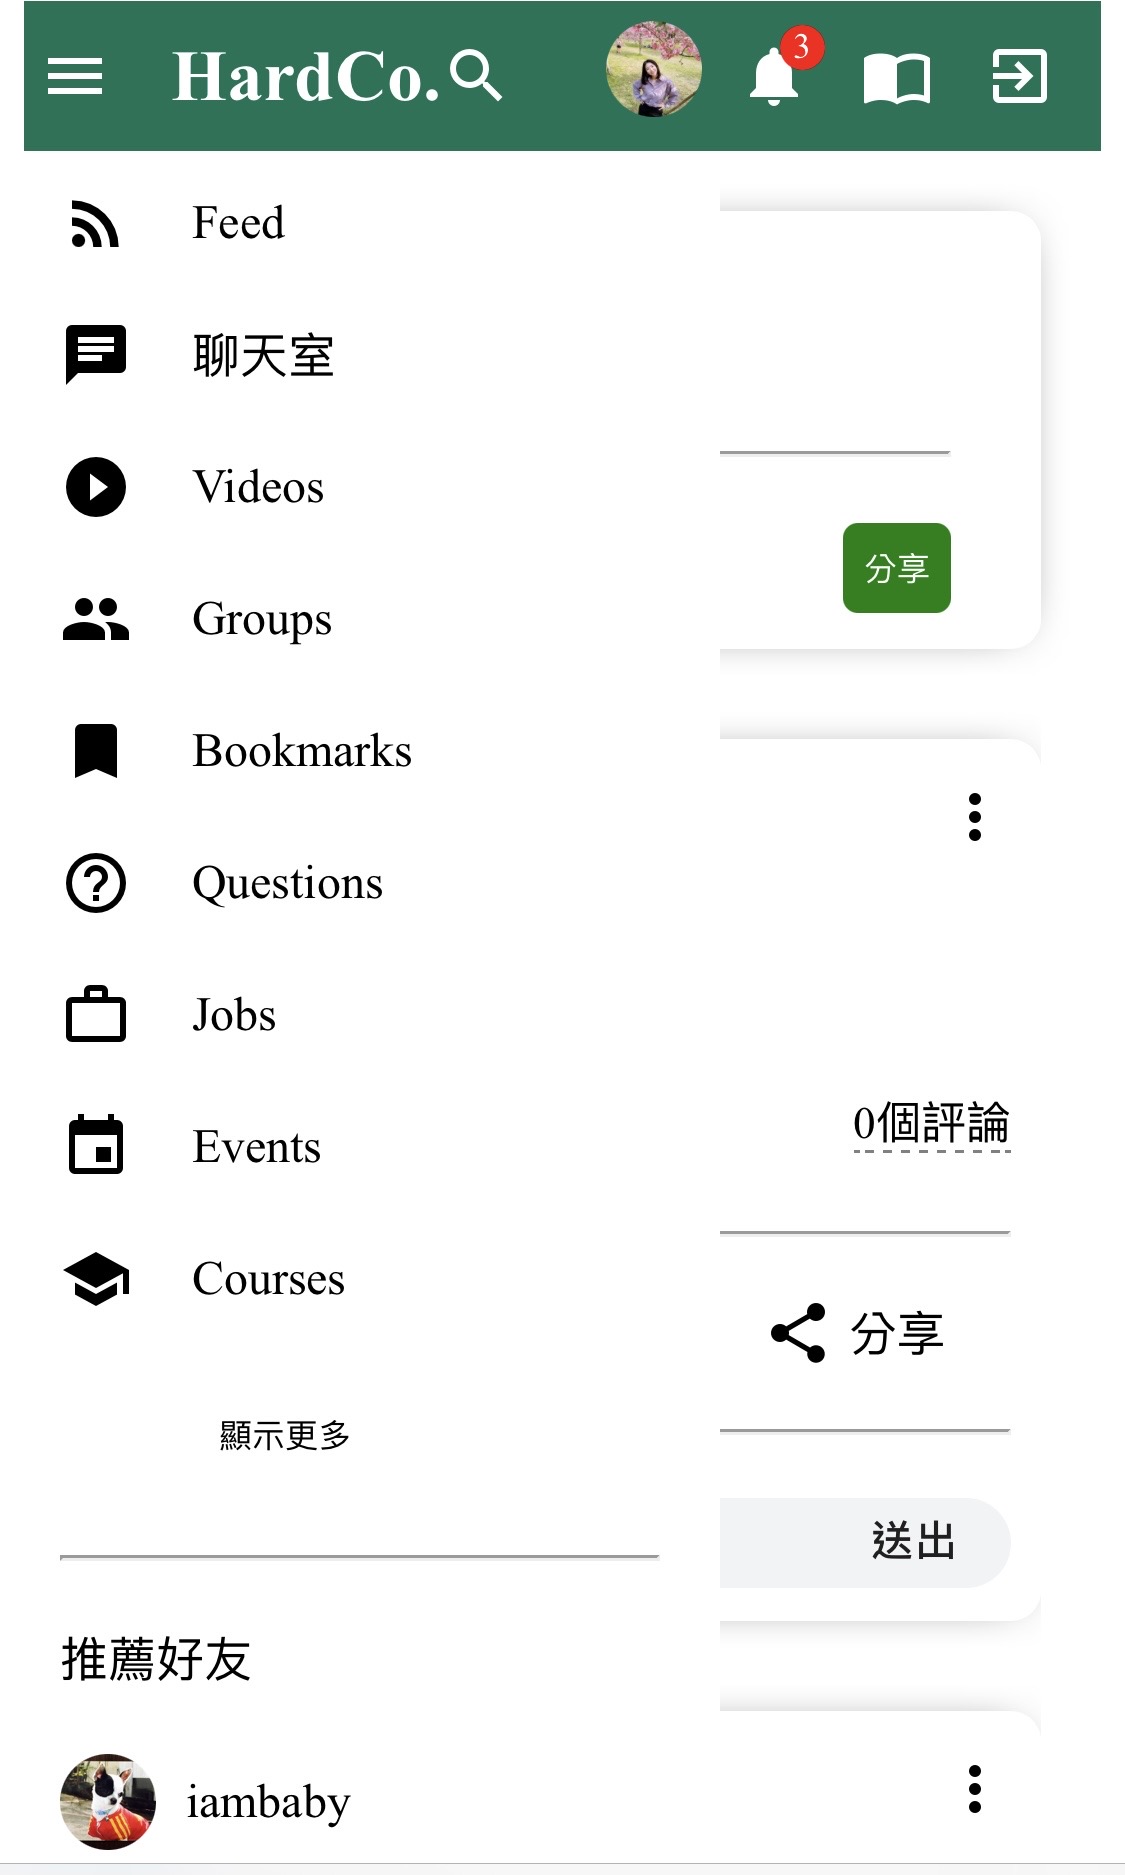 HardCo.
3
Feed
聊天室
Videos
分享
Groups
Bookmarks
Questions
Jobs
0個評論
Events
Courses
分享
顯示更多
送出
推薦好友
iambaby